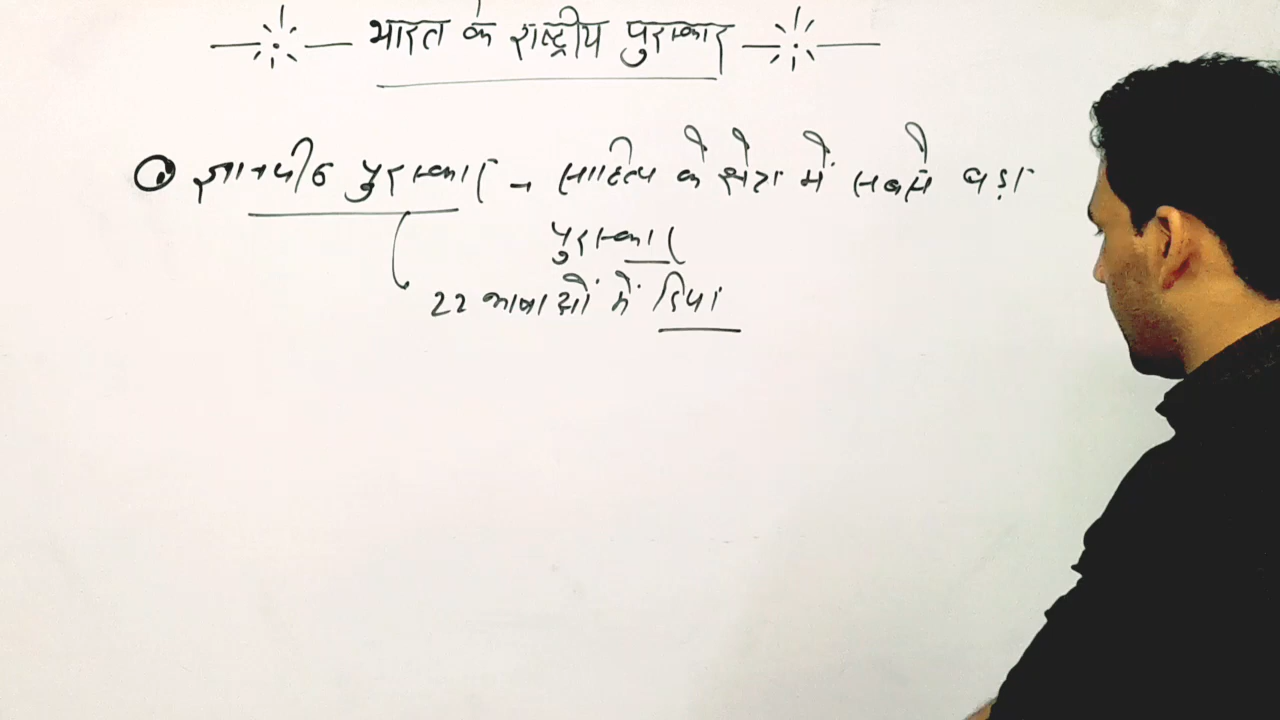 भारत के राष्ट्रीय पुरस्कार
ज्ञानपीठ पुरस्कार - साहित्य के क्षेत्र में सबसे बड़ा
पुरस्कार
22 भाषाओं में दिया